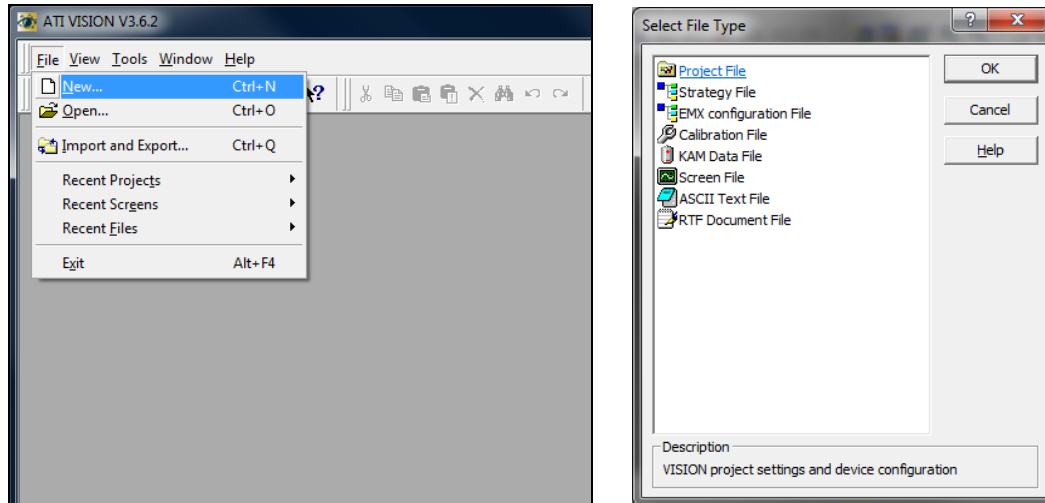 ATI VISION V3.6.2
File View Tools Window Help
New... Ctrl+N
Open... Ctrl+O
Import and Export... Ctrl+Q
Recent Projects
Recent Screens
Recent Files
Exit Alt+F4
Select File Type
Project File
Strategy File
EMX configuration File
Calibration File
KAM Data File
Screen File
ASCII Text File
RTF Document File
OK
Cancel
Help
Description
VISION project settings and device configuration